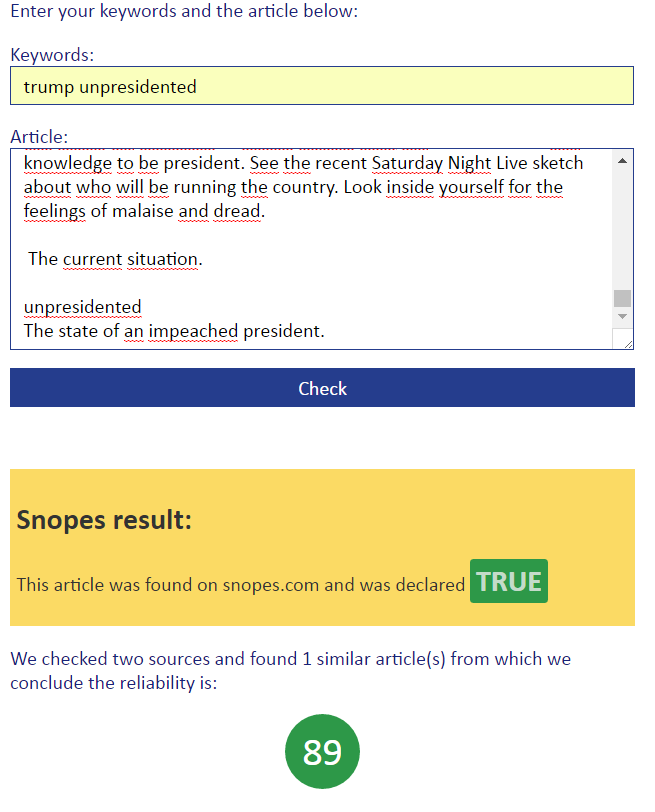 Enter your keywords and the article below:
Keywords:
trump unpresidented
Article:
knowledge to be president. See the recent Saturday Night Live sketch
about who will be running the country. Look inside yourself for the
feelings of malaise and dread.
The current situation.
unpresidented
The state of an impeached president.
Check
Snopes result:
This article was found on snopes.com and was declared TRUE
We checked two sources and found 1 similar article(s) from which we
conclude the reliability is:
89